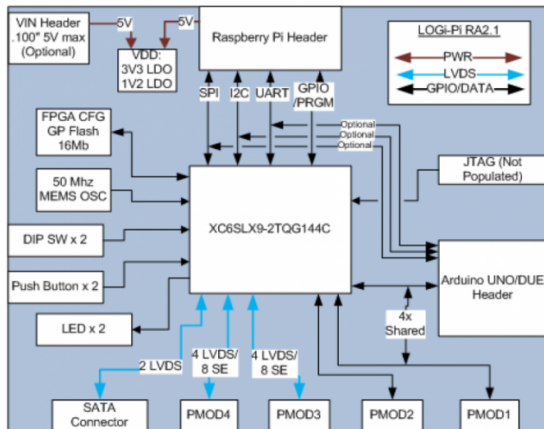 VIN Header
.100" 5V max
(Optional)
5V
5V
VDD:
3V3 LDO
1V2 LDO
Raspberry Pi Header
LOGi-Pi RA2.1
PWR
LVDS
GPIO/DATA
SPI
I2C
UART
GPIO
/PRGM
FPGA CFG
GP Flash
16Mb
Optional
Optional
Optional
50 Mhz
MEMS OSC
XC6SLX9-2TQG144C
JTAG (Not
Populated)
DIP SW x 2
Push Button x 2
Arduino UNO/DUE
Header
LED x 2
4x
Shared
2 LVDS
4 LVDS/
8 SE
4 LVDS/
8 SE
SATA
Connector
PMOD4
PMOD3
PMOD2
PMOD1